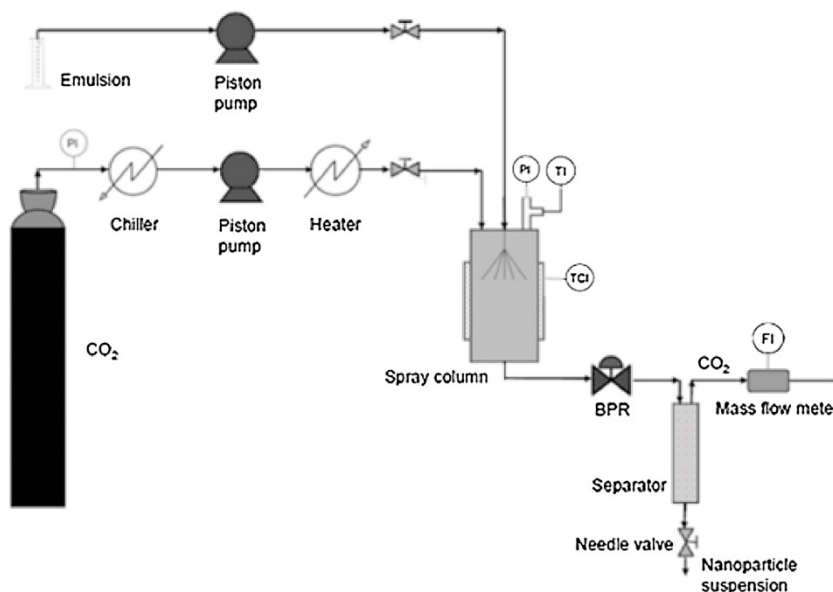 Emulsion
Piston
pump
PI
Chiller
Piston
pump
Heater
PI
TI
TCI
CO2
Spray column
BPR
CO2
FI
Mass flow mete
Separator
Needle valve
Nanoparticle
suspension